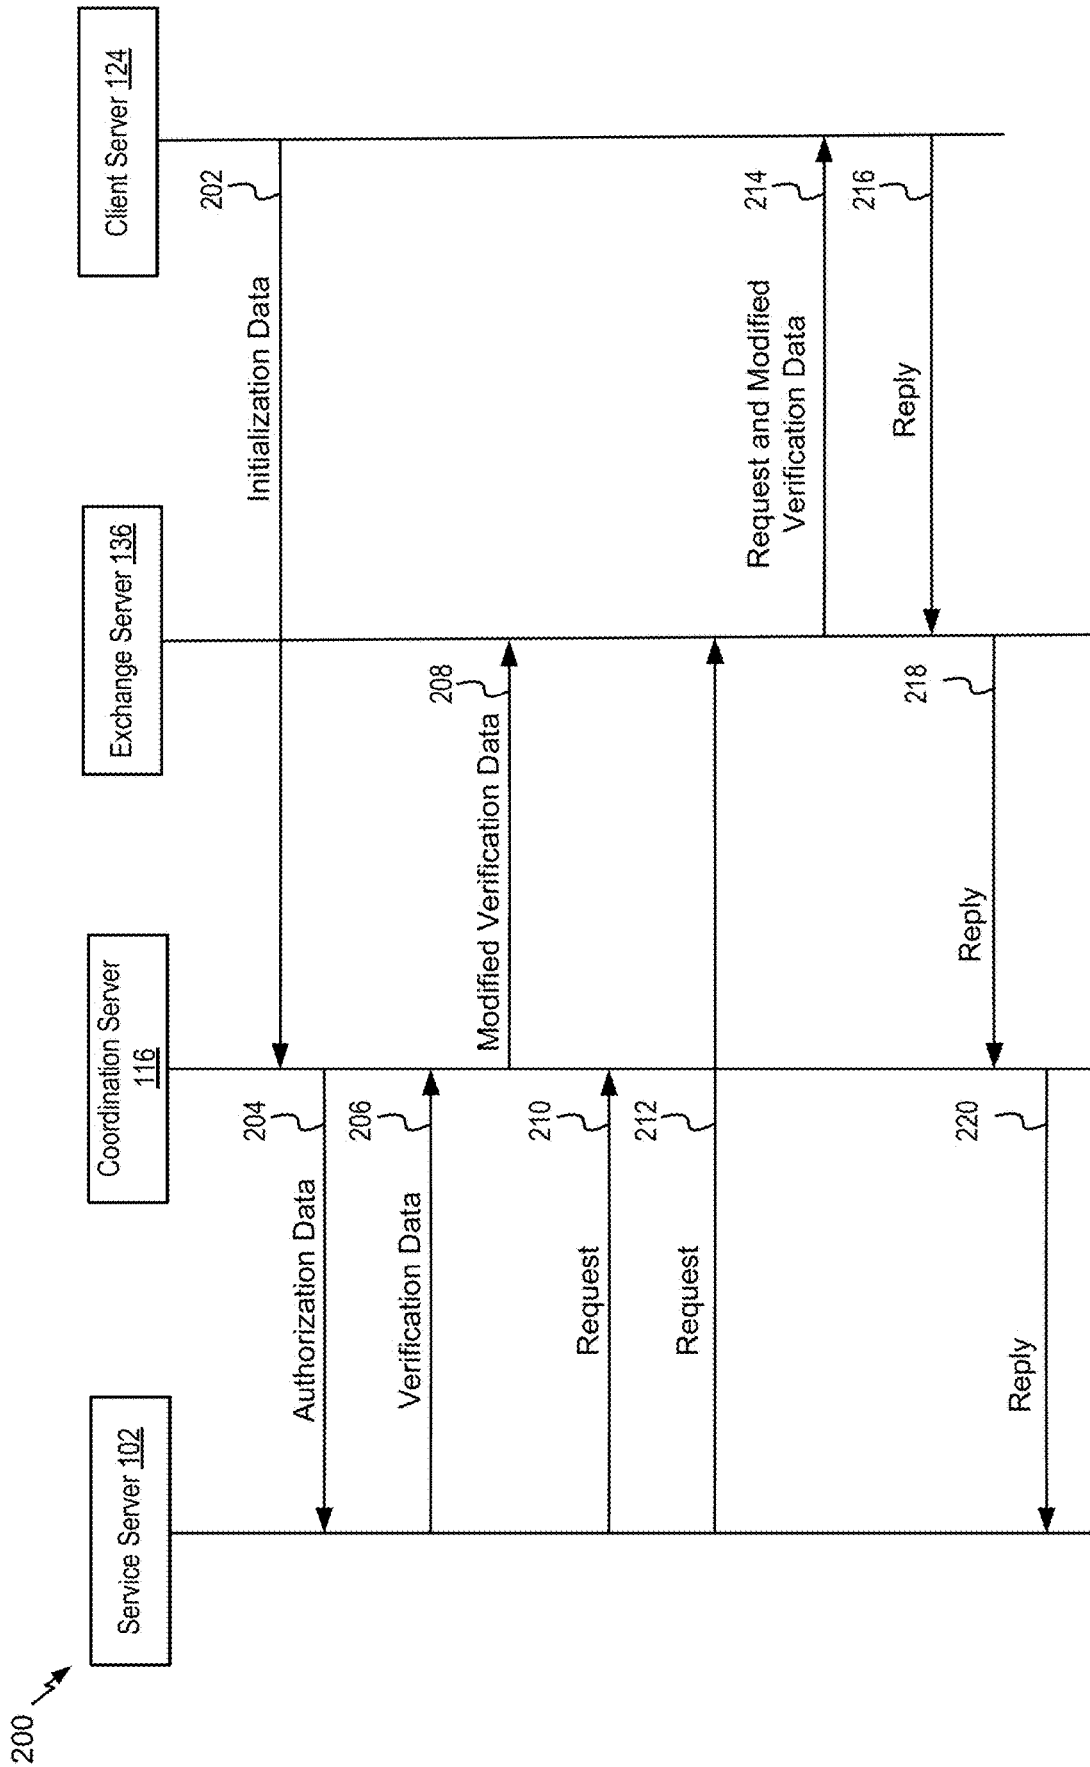 200
Service Server 102
Coordination Server
116
Exchange Server 136
Client Server 124
Initialization Data
202
Authorization Data
204
Verification Data
206
Modified Verification Data
208
Request
210
Request
212
Request and Modified
Verification Data
214
Reply
216
Reply
218
Reply
220